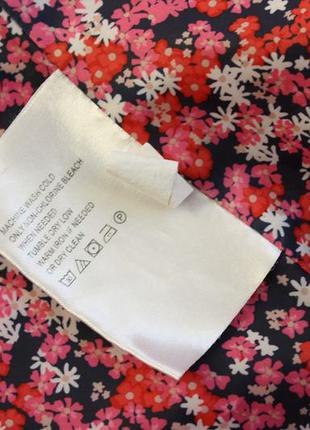 MACHINE WASH COLD
ONLY NON-CHLORINE BLEACH
WHEN NEEDED
TUMBLE DRY LOW
WARM IRON IF NEEDED
OR DRY CLEAN
30 P